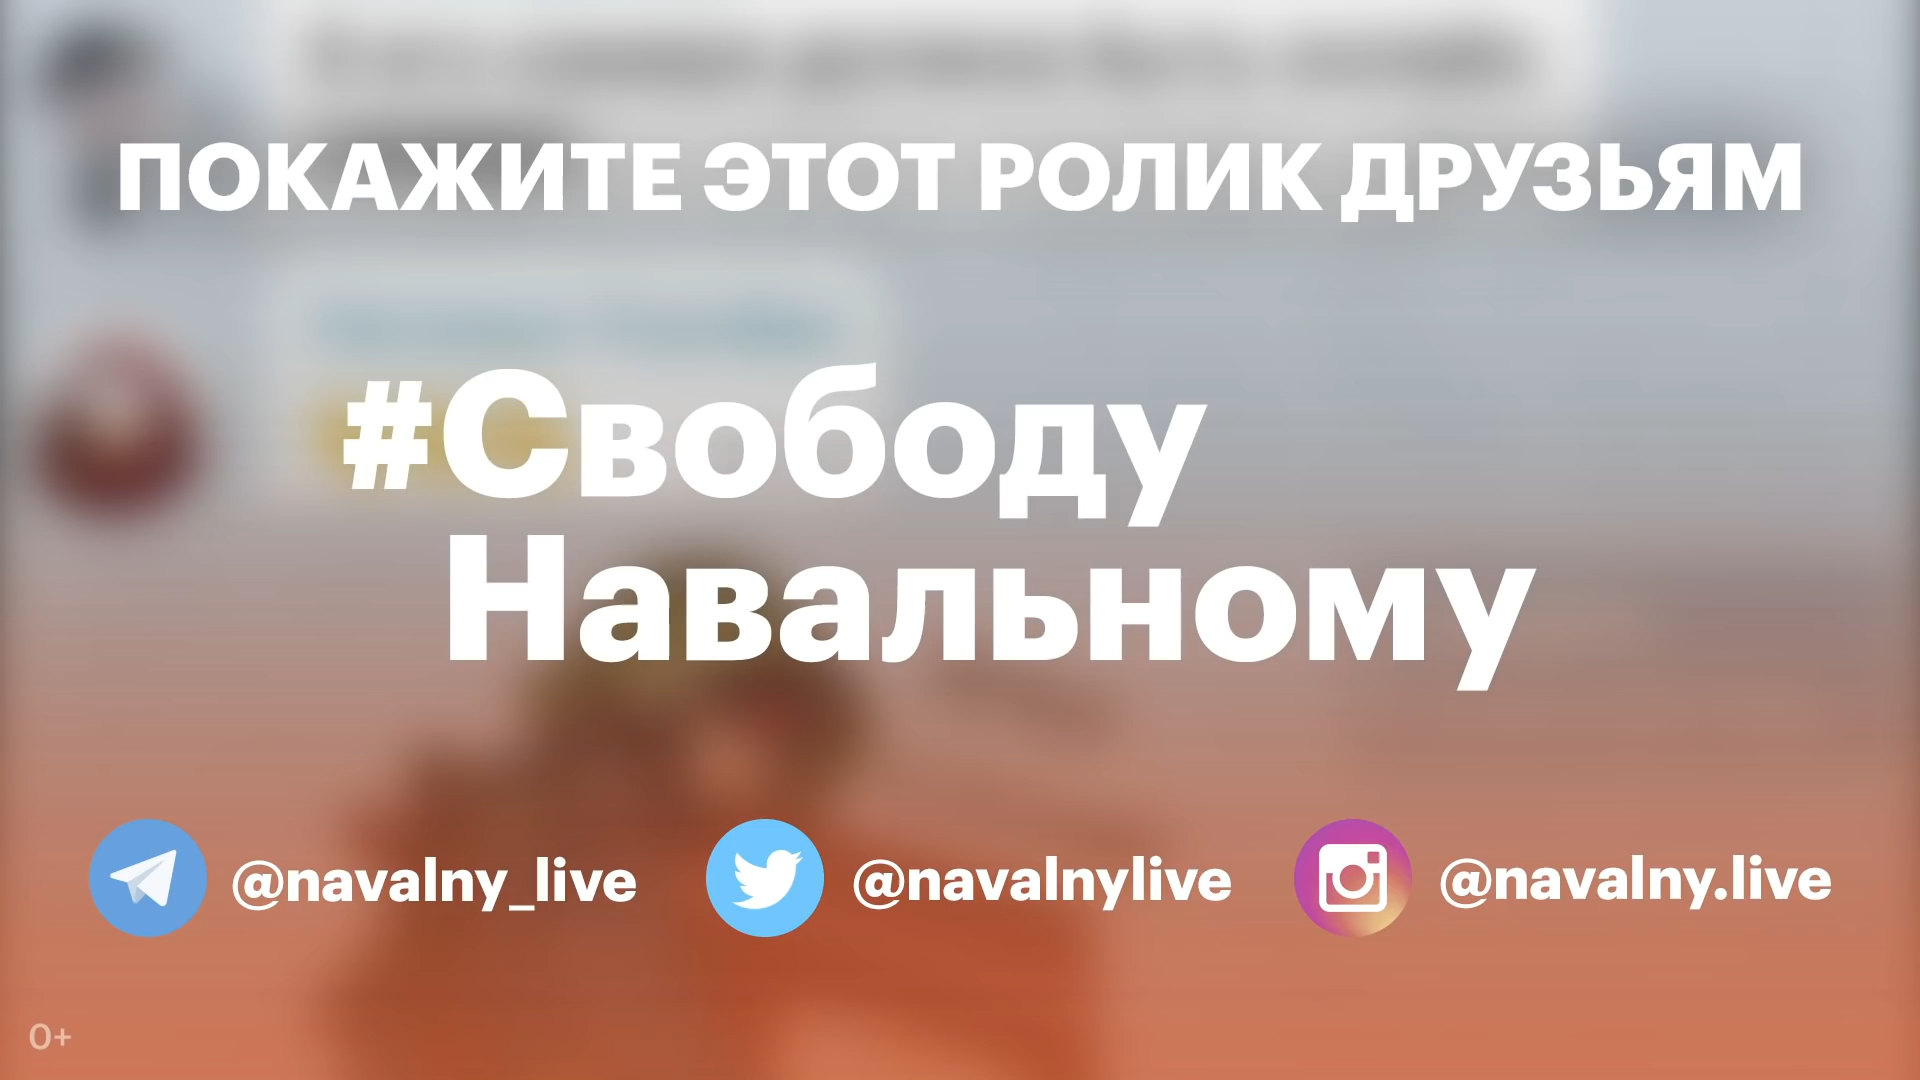 ПОКАЖИТЕ ЭТОТ РОЛИК ДРУЗЬЯМ
#Свободу
Навальному
@navalny_live @navalnylive @navalny.live
0+